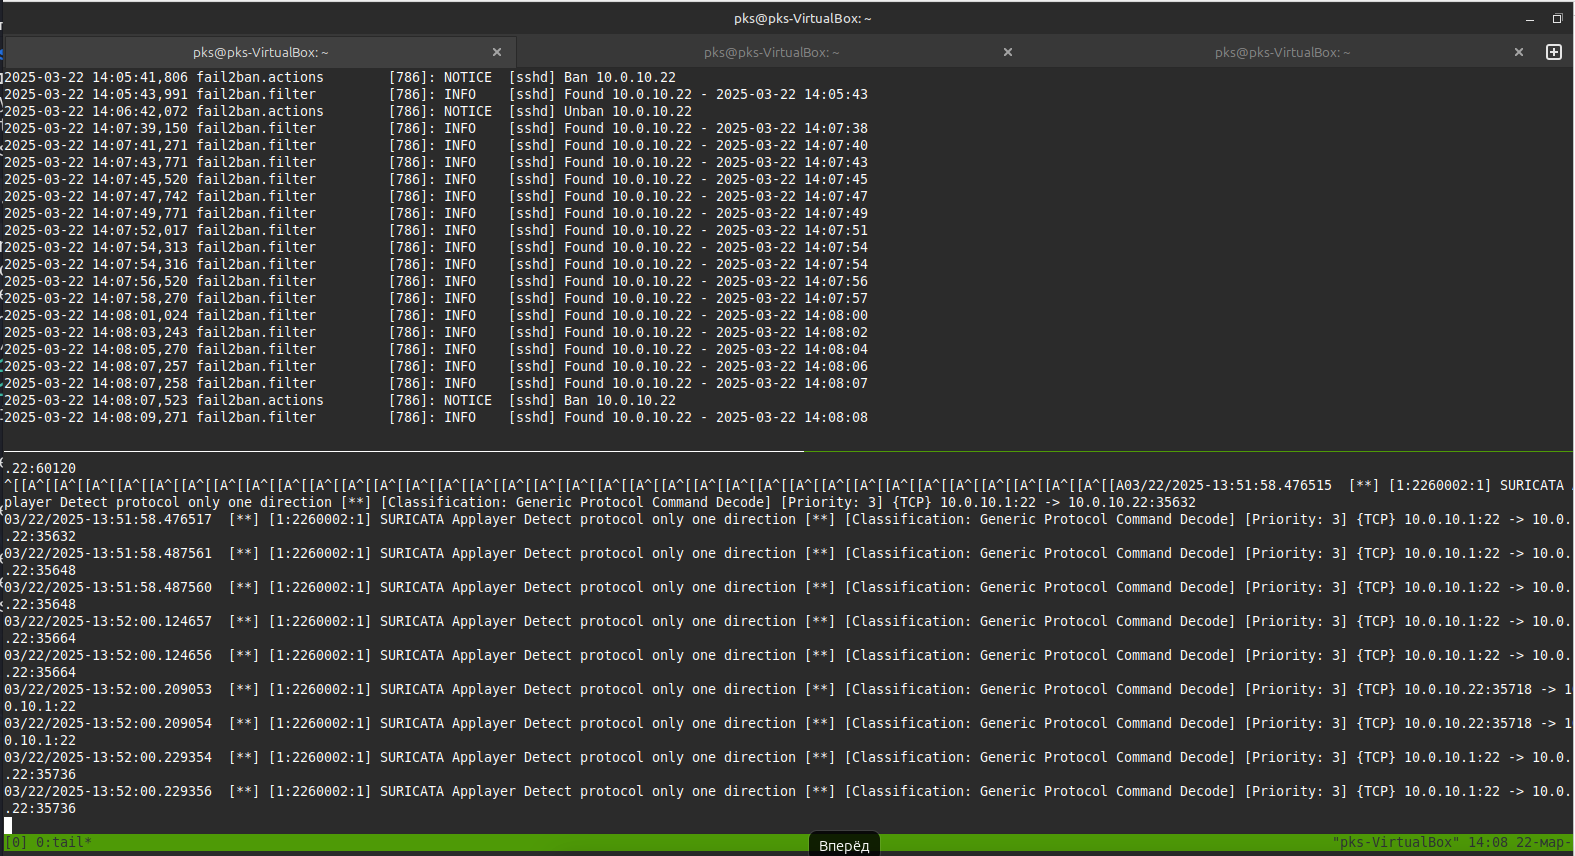 pks@pks-VirtualBox: ~
pks@pks-VirtualBox: ~ pks@pks-VirtualBox: ~ pks@pks-VirtualBox: ~
2025-03-22 14:05:41,806 fail2ban.actions        [786]: NOTICE  [sshd] Ban 10.0.10.22
2025-03-22 14:05:43,991 fail2ban.filter         [786]: INFO    [sshd] Found 10.0.10.22 - 2025-03-22 14:05:43
2025-03-22 14:06:42,072 fail2ban.actions        [786]: NOTICE  [sshd] Unban 10.0.10.22
2025-03-22 14:07:39,150 fail2ban.filter         [786]: INFO    [sshd] Found 10.0.10.22 - 2025-03-22 14:07:38
2025-03-22 14:07:41,271 fail2ban.filter         [786]: INFO    [sshd] Found 10.0.10.22 - 2025-03-22 14:07:40
2025-03-22 14:07:43,771 fail2ban.filter         [786]: INFO    [sshd] Found 10.0.10.22 - 2025-03-22 14:07:43
2025-03-22 14:07:45,520 fail2ban.filter         [786]: INFO    [sshd] Found 10.0.10.22 - 2025-03-22 14:07:45
2025-03-22 14:07:47,742 fail2ban.filter         [786]: INFO    [sshd] Found 10.0.10.22 - 2025-03-22 14:07:47
2025-03-22 14:07:49,771 fail2ban.filter         [786]: INFO    [sshd] Found 10.0.10.22 - 2025-03-22 14:07:49
2025-03-22 14:07:52,017 fail2ban.filter         [786]: INFO    [sshd] Found 10.0.10.22 - 2025-03-22 14:07:51
2025-03-22 14:07:54,313 fail2ban.filter         [786]: INFO    [sshd] Found 10.0.10.22 - 2025-03-22 14:07:54
2025-03-22 14:07:54,316 fail2ban.filter         [786]: INFO    [sshd] Found 10.0.10.22 - 2025-03-22 14:07:54
2025-03-22 14:07:56,520 fail2ban.filter         [786]: INFO    [sshd] Found 10.0.10.22 - 2025-03-22 14:07:56
2025-03-22 14:07:58,270 fail2ban.filter         [786]: INFO    [sshd] Found 10.0.10.22 - 2025-03-22 14:07:57
2025-03-22 14:08:01,024 fail2ban.filter         [786]: INFO    [sshd] Found 10.0.10.22 - 2025-03-22 14:08:00
2025-03-22 14:08:03,243 fail2ban.filter         [786]: INFO    [sshd] Found 10.0.10.22 - 2025-03-22 14:08:02
2025-03-22 14:08:05,270 fail2ban.filter         [786]: INFO    [sshd] Found 10.0.10.22 - 2025-03-22 14:08:04
2025-03-22 14:08:07,257 fail2ban.filter         [786]: INFO    [sshd] Found 10.0.10.22 - 2025-03-22 14:08:06
2025-03-22 14:08:07,258 fail2ban.filter         [786]: INFO    [sshd] Found 10.0.10.22 - 2025-03-22 14:08:07
2025-03-22 14:08:07,523 fail2ban.actions        [786]: NOTICE  [sshd] Ban 10.0.10.22
2025-03-22 14:08:09,271 fail2ban.filter         [786]: INFO    [sshd] Found 10.0.10.22 - 2025-03-22 14:08:08
.22:60120
^[[A^[[A^[[A^[[A^[[A^[[A^[[A^[[A^[[A^[[A^[[A^[[A^[[A^[[A^[[A^[[A^[[A^[[A^[[A^[[A^[[A^[[A^[[A^[[A^[[A^[[A^[[A^[[A^[[A^[[A^[[A^[[A^[[A^[[A^[[A03/22/2025-13:51:58.476515  [**] [1:2260002:1] SURICATA
player Detect protocol only one direction [**] [Classification: Generic Protocol Command Decode] [Priority: 3] {TCP} 10.0.10.1:22 -> 10.0.10.22:35632
03/22/2025-13:51:58.476517  [**] [1:2260002:1] SURICATA Applayer Detect protocol only one direction [**] [Classification: Generic Protocol Command Decode] [Priority: 3] {TCP} 10.0.10.1:22 -> 10.0.
.22:35632
03/22/2025-13:51:58.487561  [**] [1:2260002:1] SURICATA Applayer Detect protocol only one direction [**] [Classification: Generic Protocol Command Decode] [Priority: 3] {TCP} 10.0.10.1:22 -> 10.0.
.22:35648
03/22/2025-13:51:58.487560  [**] [1:2260002:1] SURICATA Applayer Detect protocol only one direction [**] [Classification: Generic Protocol Command Decode] [Priority: 3] {TCP} 10.0.10.1:22 -> 10.0.
.22:35648
03/22/2025-13:52:00.124657  [**] [1:2260002:1] SURICATA Applayer Detect protocol only one direction [**] [Classification: Generic Protocol Command Decode] [Priority: 3] {TCP} 10.0.10.1:22 -> 10.0.
.22:35664
03/22/2025-13:52:00.124656  [**] [1:2260002:1] SURICATA Applayer Detect protocol only one direction [**] [Classification: Generic Protocol Command Decode] [Priority: 3] {TCP} 10.0.10.1:22 -> 10.0.
.22:35664
03/22/2025-13:52:00.209053  [**] [1:2260002:1] SURICATA Applayer Detect protocol only one direction [**] [Classification: Generic Protocol Command Decode] [Priority: 3] {TCP} 10.0.10.22:35718 -> 1
0.10.1:22
03/22/2025-13:52:00.209054  [**] [1:2260002:1] SURICATA Applayer Detect protocol only one direction [**] [Classification: Generic Protocol Command Decode] [Priority: 3] {TCP} 10.0.10.22:35718 -> 1
0.10.1:22
03/22/2025-13:52:00.229354  [**] [1:2260002:1] SURICATA Applayer Detect protocol only one direction [**] [Classification: Generic Protocol Command Decode] [Priority: 3] {TCP} 10.0.10.1:22 -> 10.0.
.22:35736
03/22/2025-13:52:00.229356  [**] [1:2260002:1] SURICATA Applayer Detect protocol only one direction [**] [Classification: Generic Protocol Command Decode] [Priority: 3] {TCP} 10.0.10.1:22 -> 10.0.
.22:35736
[0] 0:tail* "pks-VirtualBox" 14:08 22-мар-
Вперёд